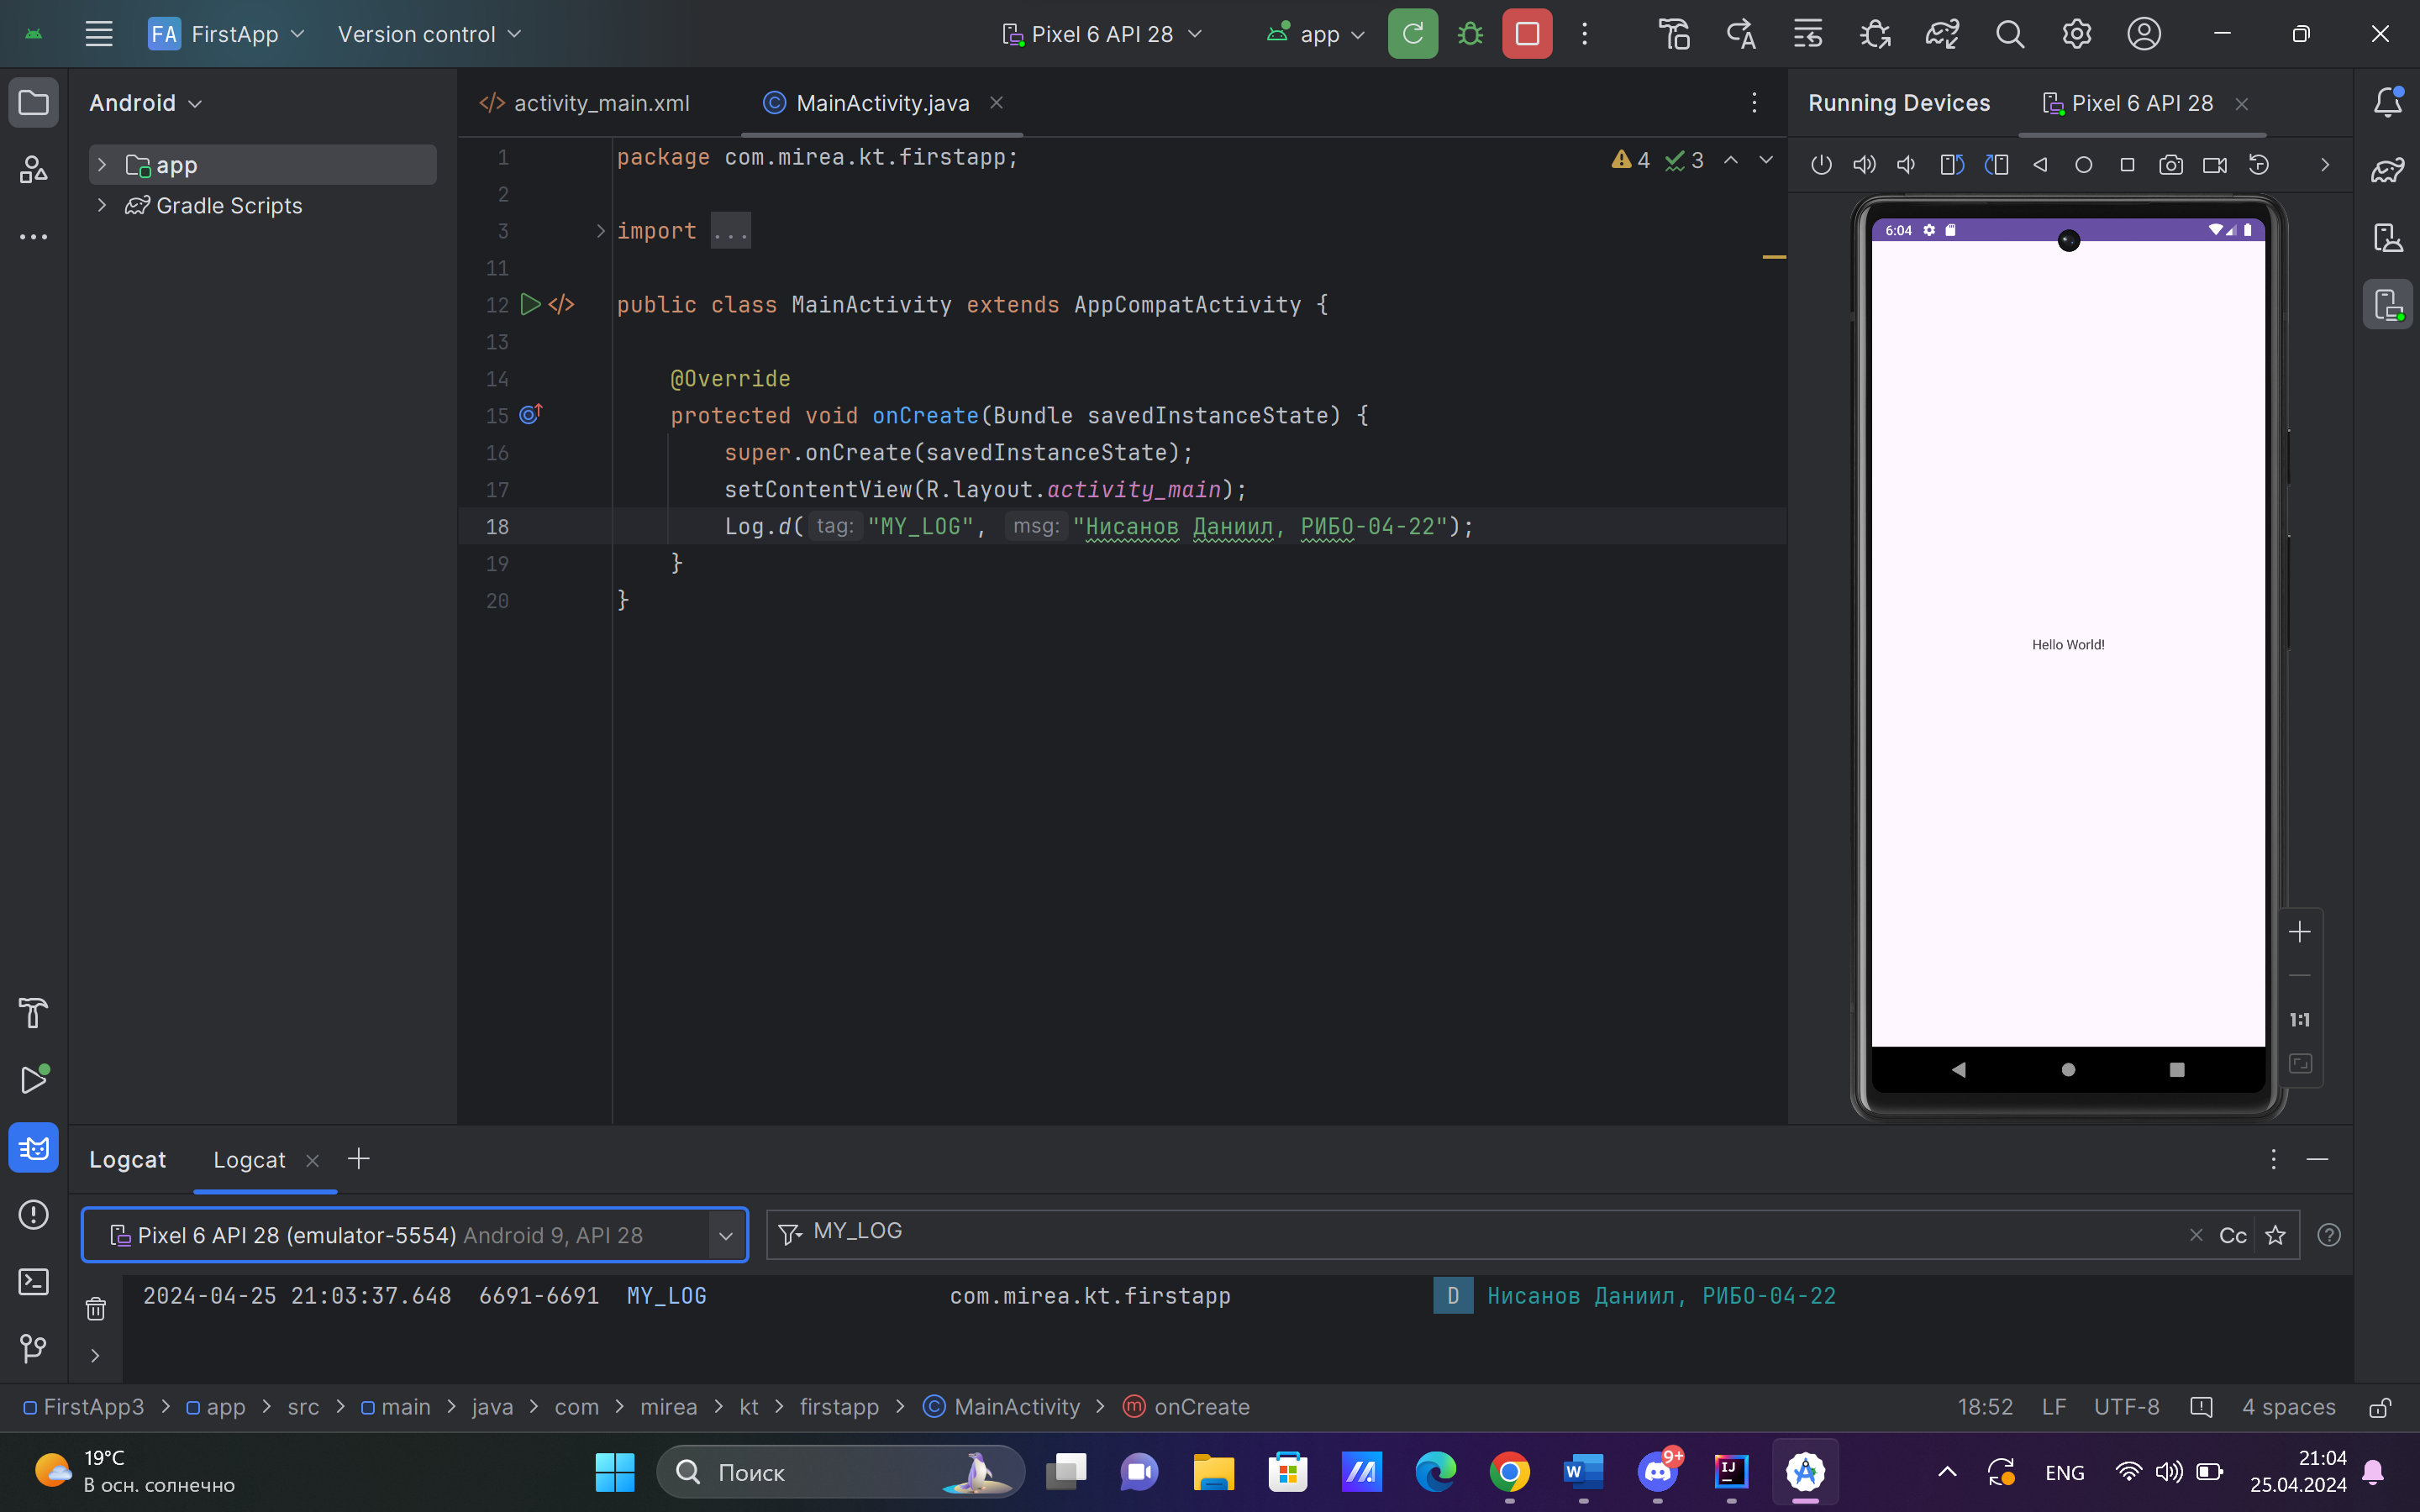 FA FirstApp Version control Pixel 6 API 28 app
Android
app
Gradle Scripts
activity_main.xml MainActivity.java
4 3
1 package com.mirea.kt.firstapp;
2
3 import ...
11
12 public class MainActivity extends AppCompatActivity {
13
14 @Override
15 protected void onCreate(Bundle savedInstanceState) {
16 super.onCreate(savedInstanceState);
17 setContentView(R.layout.activity_main);
18 Log.d( tag: "MY_LOG", msg: "Нисанов Даниил, РИБО-04-22");
19 }
20 }
Running Devices Pixel 6 API 28
6:04
Hello World!
1:1
Logcat Logcat
Pixel 6 API 28 (emulator-5554) Android 9, API 28 MY_LOG Cc
2024-04-25 21:03:37.648 6691-6691 MY_LOG com.mirea.kt.firstapp D Нисанов Даниил, РИБО-04-22
FirstApp3 > app > src > main > java > com > mirea > kt > firstapp > MainActivity > onCreate 18:52 LF UTF-8 4 spaces
19°C
В осн. солнечно
Поиск
9+
ENG
21:04
25.04.2024